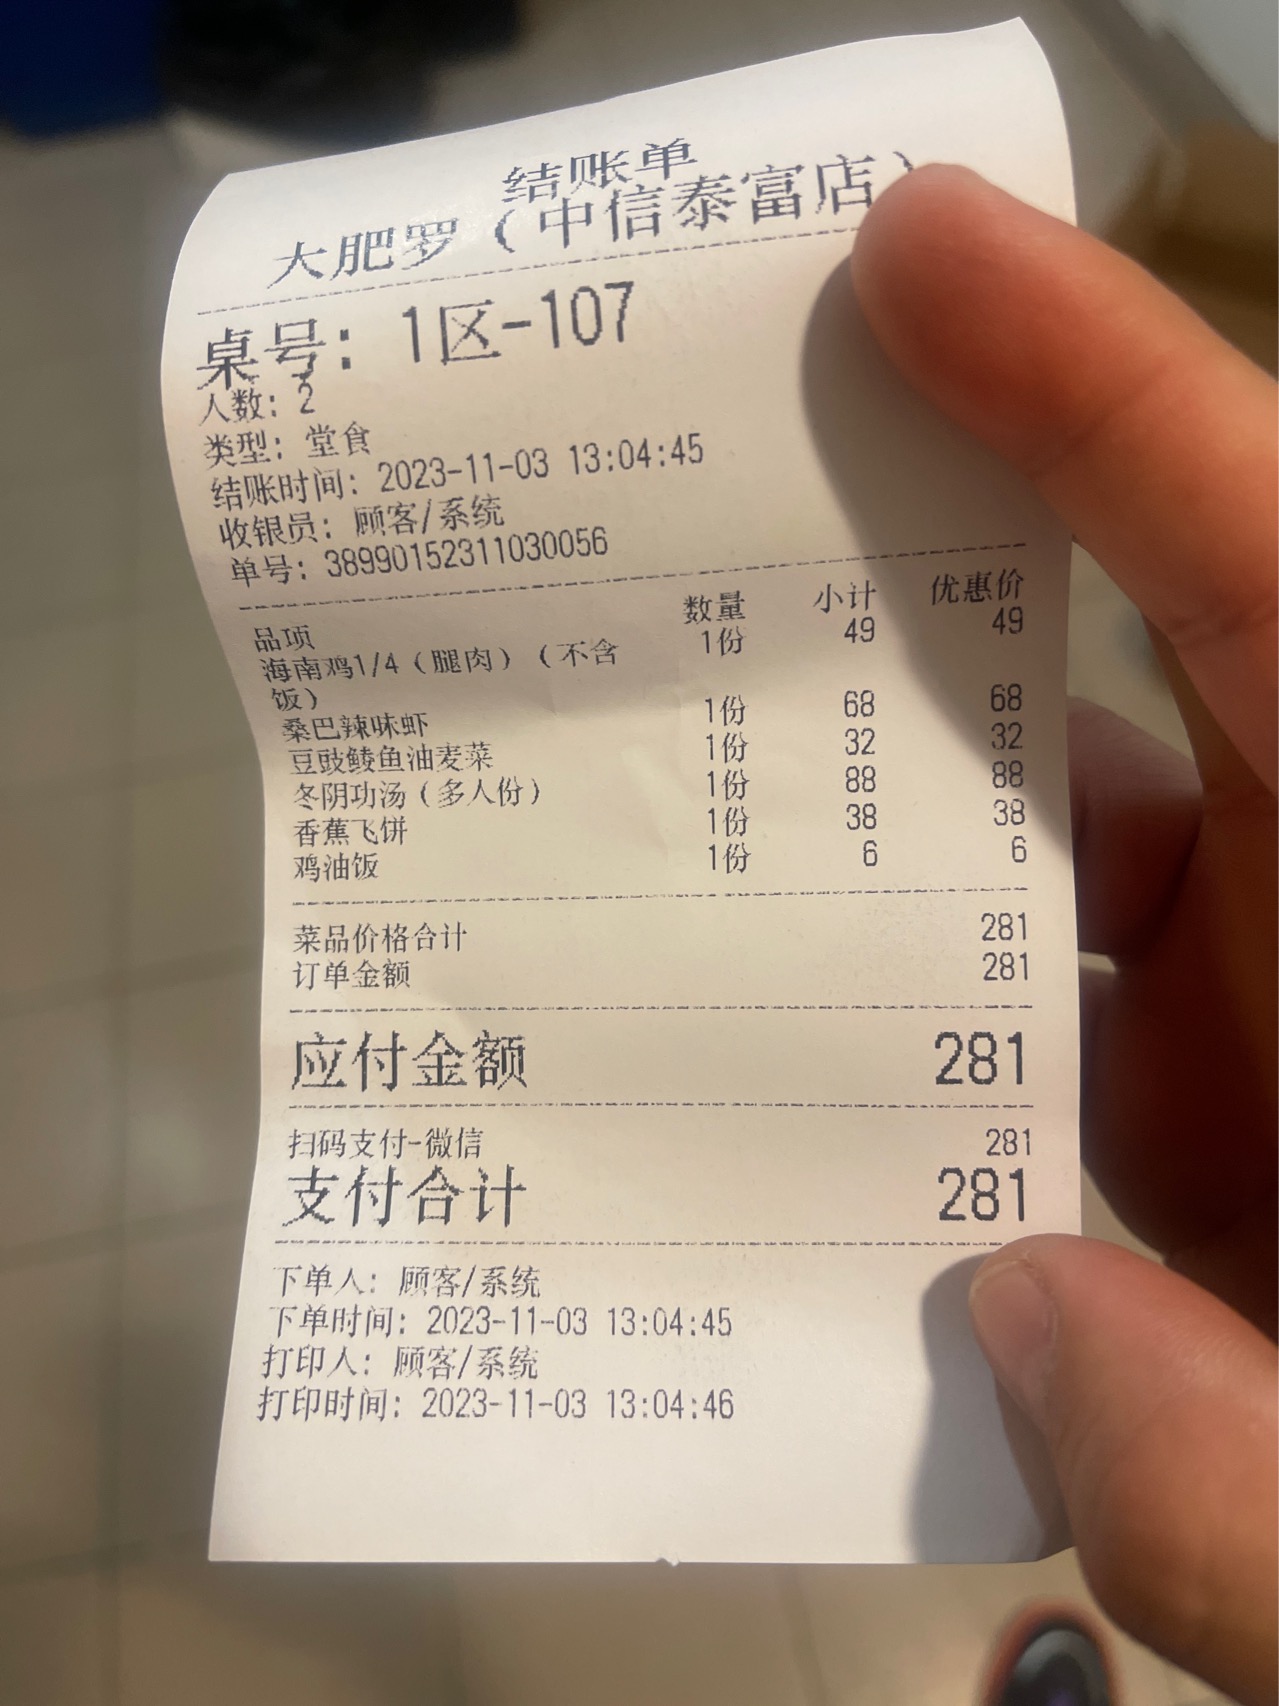 结账单
大肥罗（中信泰富店）
桌号：1区-107
人数：2
类型：堂食
结账时间：2023-11-03 13:04:45
收银员：顾客/系统
单号：38990152311030056
品项 数量 小计 优惠价
海南鸡1/4（腿肉）（不含 1份 49 49
饭）
桑巴辣味虾 1份 68 68
豆豉鲮鱼油麦菜 1份 32 32
冬阴功汤（多人份） 1份 88 88
香蕉飞饼 1份 38 38
鸡油饭 1份 6 6
菜品价格合计 281
订单金额 281
应付金额 281
扫码支付-微信 281
支付合计 281
下单人：顾客/系统
下单时间：2023-11-03 13:04:45
打印人：顾客/系统
打印时间：2023-11-03 13:04:46